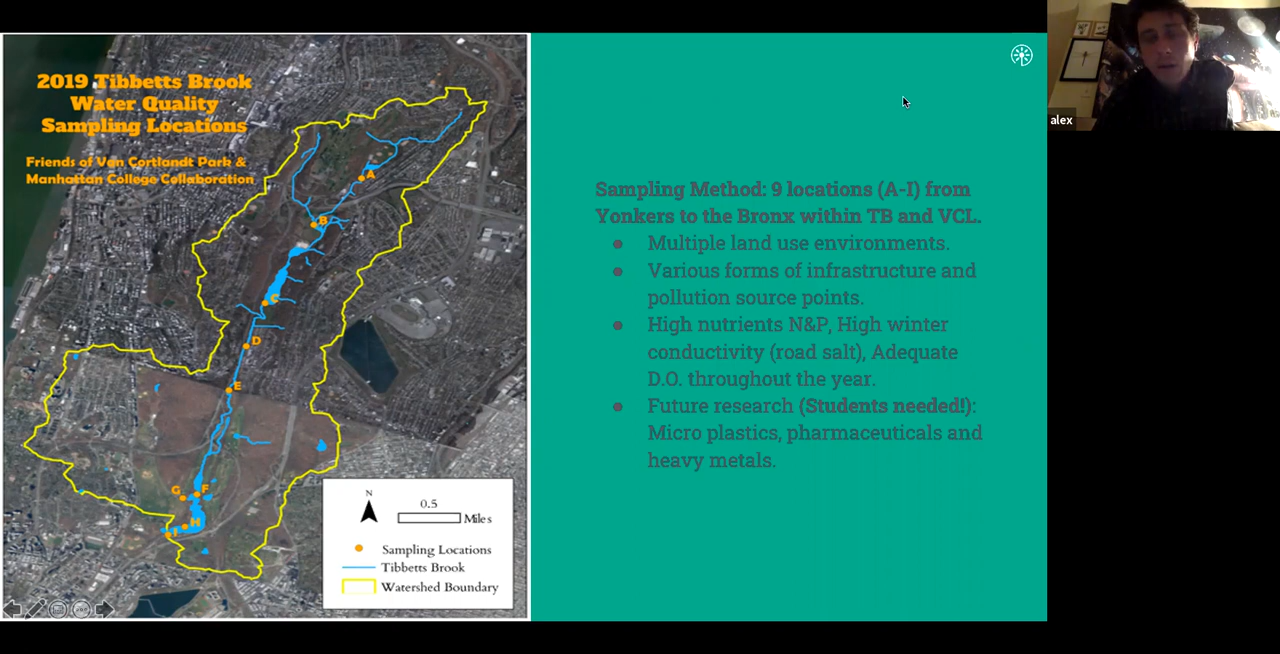 2019 Tibbetts Brook
Water Quality
Sampling Locations
Friends of Van Cortlandt Park &
Manhattan College Collaboration
A
B
C
D
E
G F
H
I
N
0.5
Miles
Sampling Locations
Tibbetts Brook
Watershed Boundary
Sampling Method: 9 locations (A-I) from
Yonkers to the Bronx within TB and VCL.
● Multiple land use environments.
● Various forms of infrastructure and
pollution source points.
● High nutrients N&P, High winter
conductivity (road salt), Adequate
D.O. throughout the year.
● Future research (Students needed!):
Micro plastics, pharmaceuticals and
heavy metals.
alex